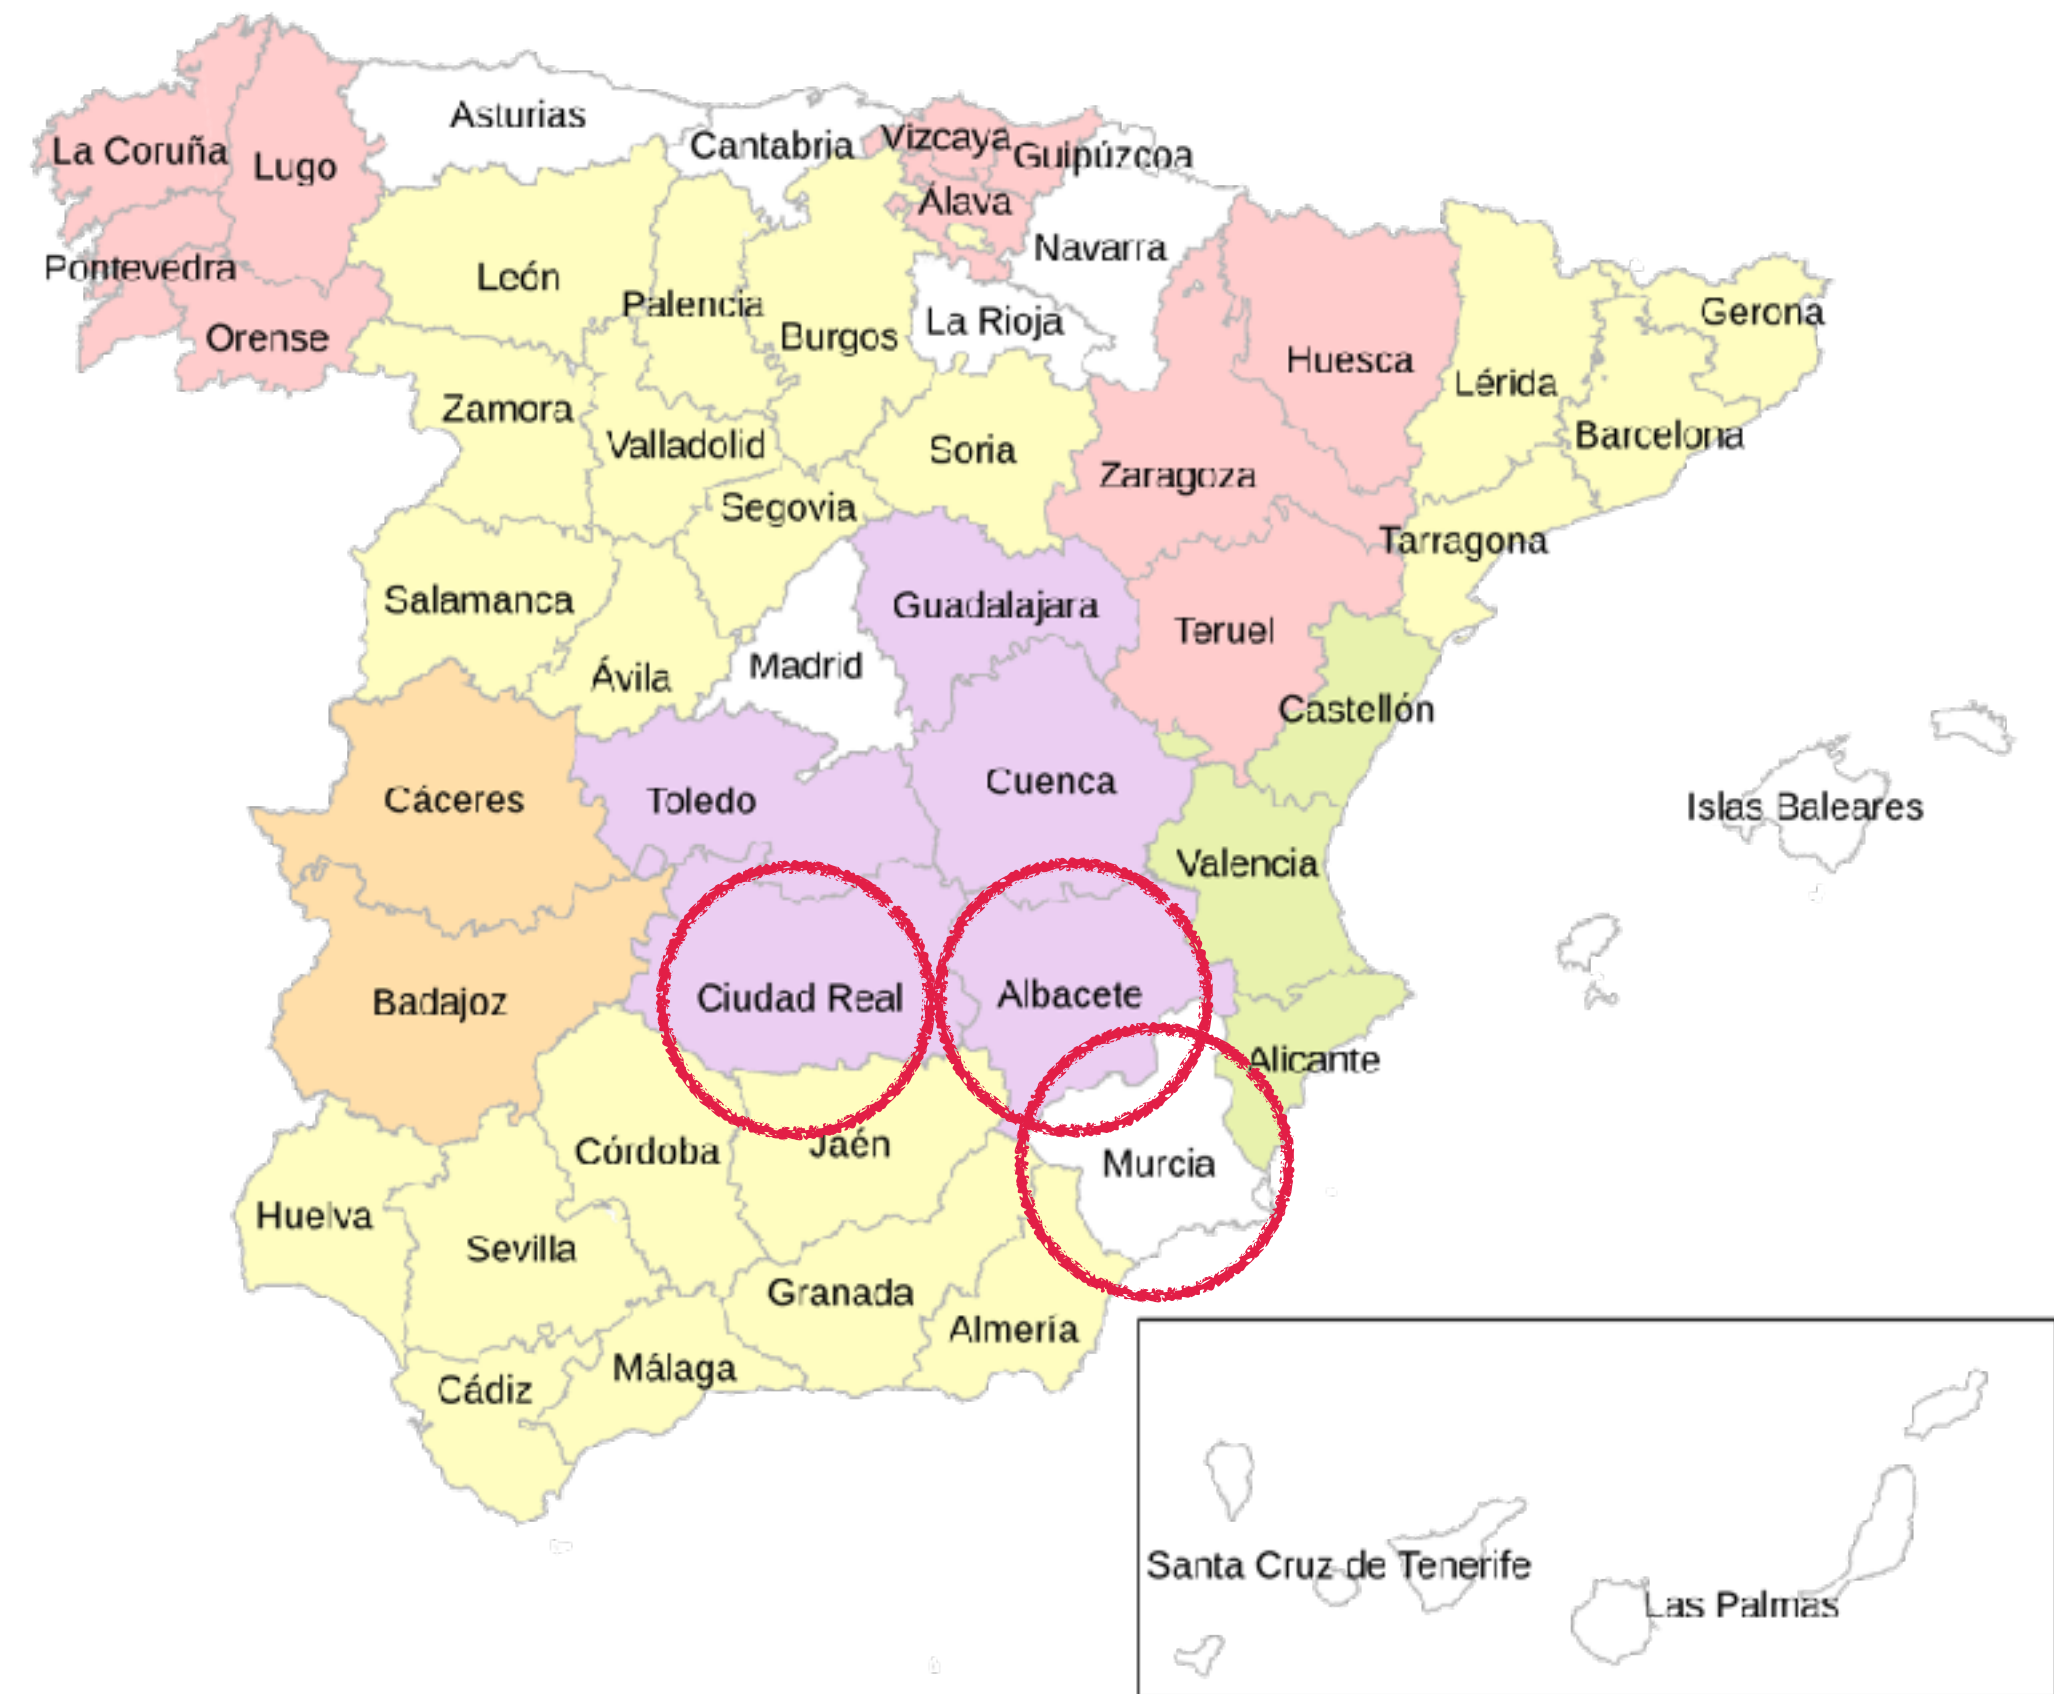 Asturias
Cantabria
Vizcaya
Guipúzcoa
La Coruña
Lugo
Álava
Navarra
Pontevedra
León
Palencia
Orense
La Rioja
Burgos
Gerona
Huesca
Lérida
Zamora
Valladolid
Soria
Barcelona
Zaragoza
Segovia
Tarragona
Salamanca
Guadalajara
Teruel
Ávila
Madrid
Castellón
Cáceres
Toledo
Cuenca
Islas Baleares
Valencia
Badajoz
Ciudad Real
Albacete
Alicante
Córdoba
Jaén
Murcia
Huelva
Sevilla
Granada
Almería
Málaga
Cádiz
Santa Cruz de Tenerife
Las Palmas